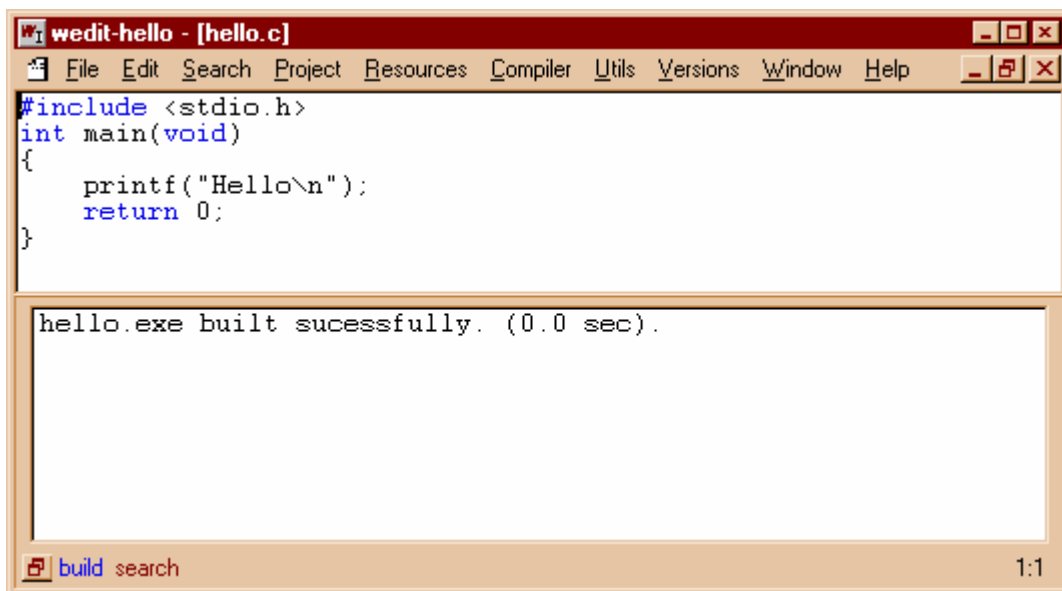 wedit-hello - [hello.c]
File Edit Search Project Resources Compiler Utils Versions Window Help
#include <stdio.h>
int main(void)
{
    printf("Hello\n");
    return 0;
}
hello.exe built sucessfully. (0.0 sec).
build search 1:1